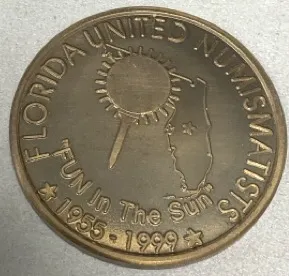 FLORIDA UNITED NUMISMATISTS
"FUN In The Sun"
1955-1999